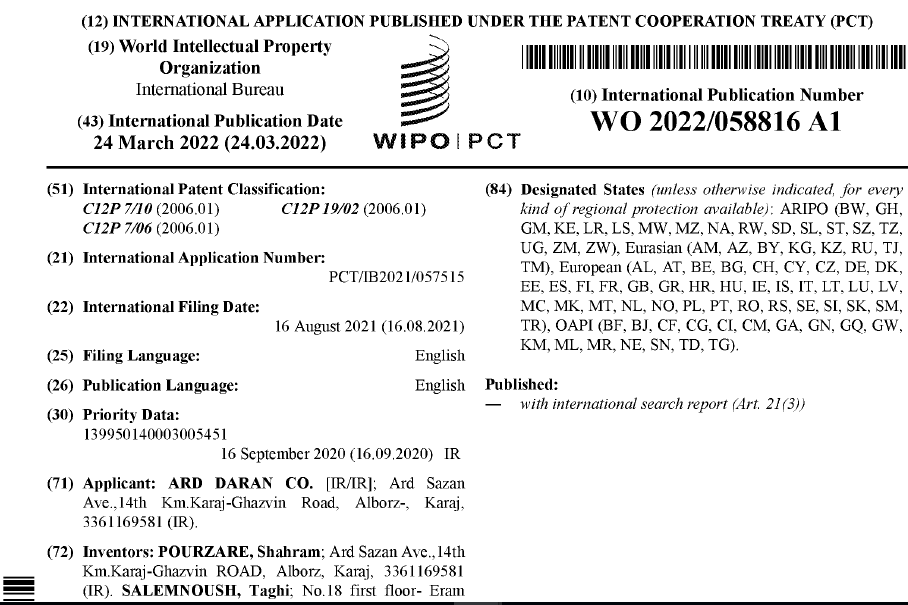 (12) INTERNATIONAL APPLICATION PUBLISHED UNDER THE PATENT COOPERATION TREATY (PCT)
(19) World Intellectual Property
Organization
International Bureau
(43) International Publication Date
24 March 2022 (24.03.2022)
WIPO | PCT
(10) International Publication Number
WO 2022/058816 A1
(51) International Patent Classification:
C12P 7/10 (2006.01) C12P 19/02 (2006.01)
C12P 7/06 (2006.01)
(21) International Application Number:
PCT/IB2021/057515
(22) International Filing Date:
16 August 2021 (16.08.2021)
(25) Filing Language: English
(26) Publication Language: English
(30) Priority Data:
139950140003005451
16 September 2020 (16.09.2020) IR
(71) Applicant: ARD DARAN CO. [IR/IR]; Ard Sazan
Ave.,14th Km.Karaj-Ghazvin Road, Alborz-, Karaj,
3361169581 (IR).
(72) Inventors: POURZARE, Shahram; Ard Sazan Ave.,14th
Km.Karaj-Ghazvin ROAD, Alborz, Karaj, 3361169581
(IR). SALEMNOUSH, Taghi; No.18 first floor- Eram
(84) Designated States (unless otherwise indicated, for every
kind of regional protection available): ARIPO (BW, GH,
GM, KE, LR, LS, MW, MZ, NA, RW, SD, SL, ST, SZ, TZ,
UG, ZM, ZW), Eurasian (AM, AZ, BY, KG, KZ, RU, TJ,
TM), European (AL, AT, BE, BG, CH, CY, CZ, DE, DK,
EE, ES, FI, FR, GB, GR, HR, HU, IE, IS, IT, LT, LU, LV,
MC, MK, MT, NL, NO, PL, PT, RO, RS, SE, SI, SK, SM,
TR), OAPI (BF, BJ, CF, CG, CI, CM, GA, GN, GQ, GW,
KM, ML, MR, NE, SN, TD, TG).
Published:
— with international search report (Art. 21(3))